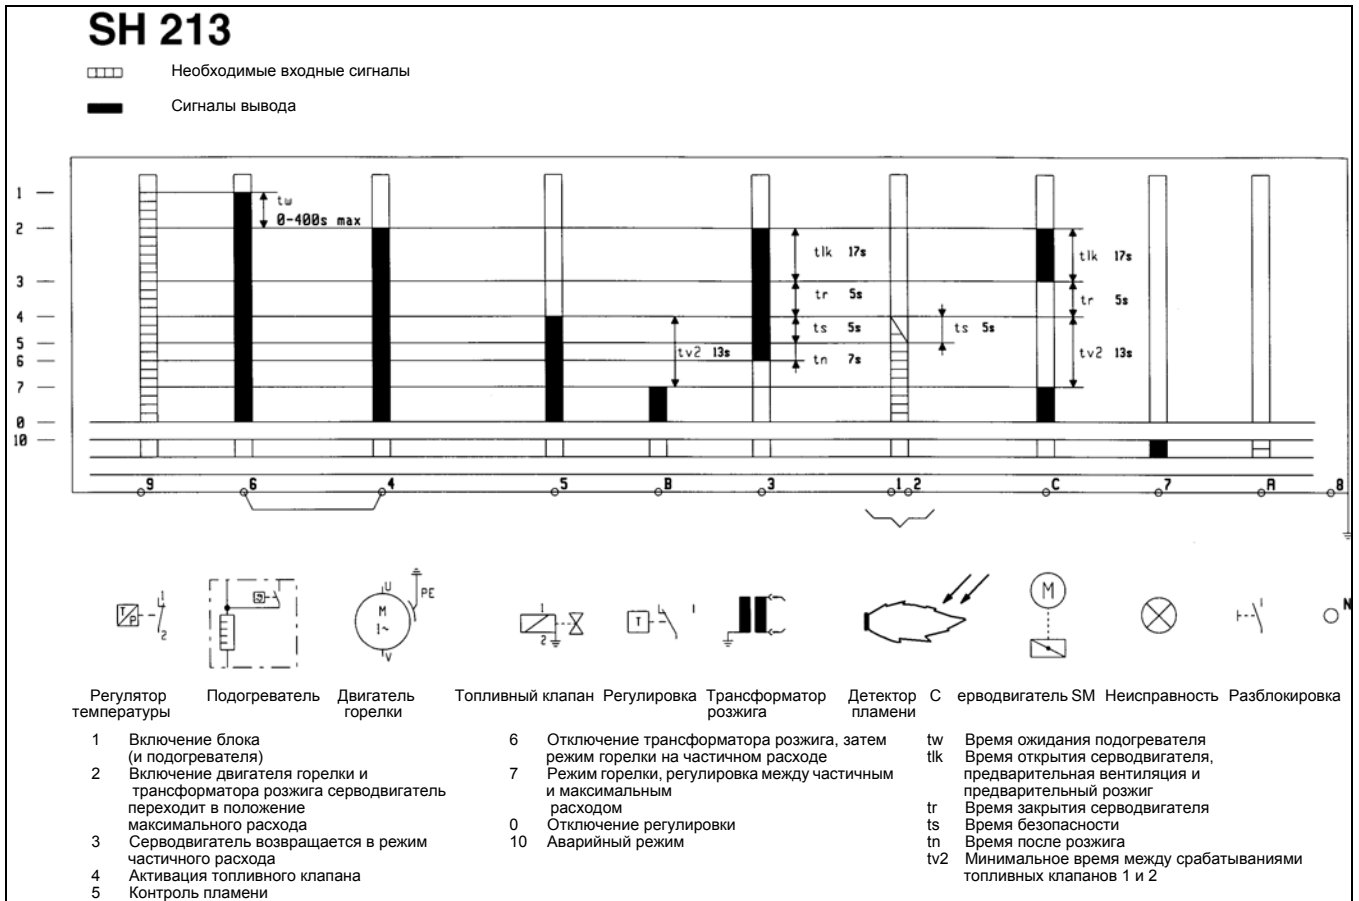 SH 213
Необходимые входные сигналы
Сигналы вывода
1
2
3
4
5
6
7
0
10
tw
0-400s max
tlk 17s
tr 5s
ts 5s
tn 7s
tv2 13s
ts 5s
tlk 17s
tr 5s
tv2 13s
9 6 4 5 B 3 1 2 C 7 A 8
T/P 1 2
U PE
M
1~
V
1
2
T
M
N
Регулятор температуры
Подогреватель
Двигатель горелки
Топливный клапан
Регулировка
Трансформатор розжига
Детектор пламени
С ерводвигатель SM
Неисправность
Разблокировка
1 Включение блока
(и подогревателя)
2 Включение двигателя горелки и
трансформатора розжига серводвигатель
переходит в положение
максимального расхода
3 Серводвигатель возвращается в режим
частичного расхода
4 Активация топливного клапана
5 Контроль пламени
6 Отключение трансформатора розжига, затем
режим горелки на частичном расходе
7 Режим горелки, регулировка между частичным
и максимальным
расходом
0 Отключение регулировки
10 Аварийный режим
tw Время ожидания подогревателя
tlk Время открытия серводвигателя,
предварительная вентиляция и
предварительный розжиг
tr Время закрытия серводвигателя
ts Время безопасности
tn Время после розжига
tv2 Минимальное время между срабатываниями
топливных клапанов 1 и 2